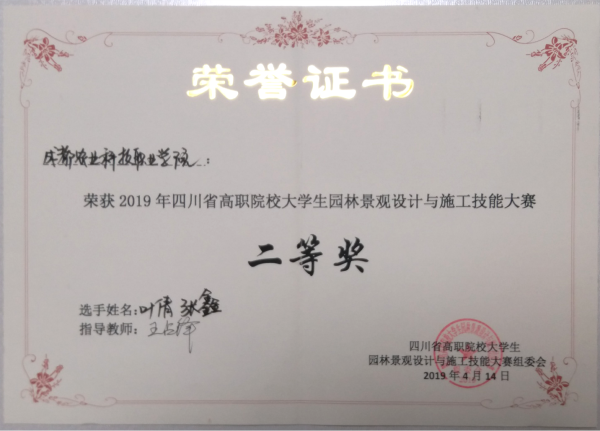 荣誉证书
成都农业科技职业学院：
荣获 2019 年四川省高职院校大学生园林景观设计与施工技能大赛
二等奖
选手姓名：叶倩 张鑫
指导教师：王占锋
四川省高职院校大学生
园林景观设计与施工技能大赛组委会
2019 年 4 月 14 日